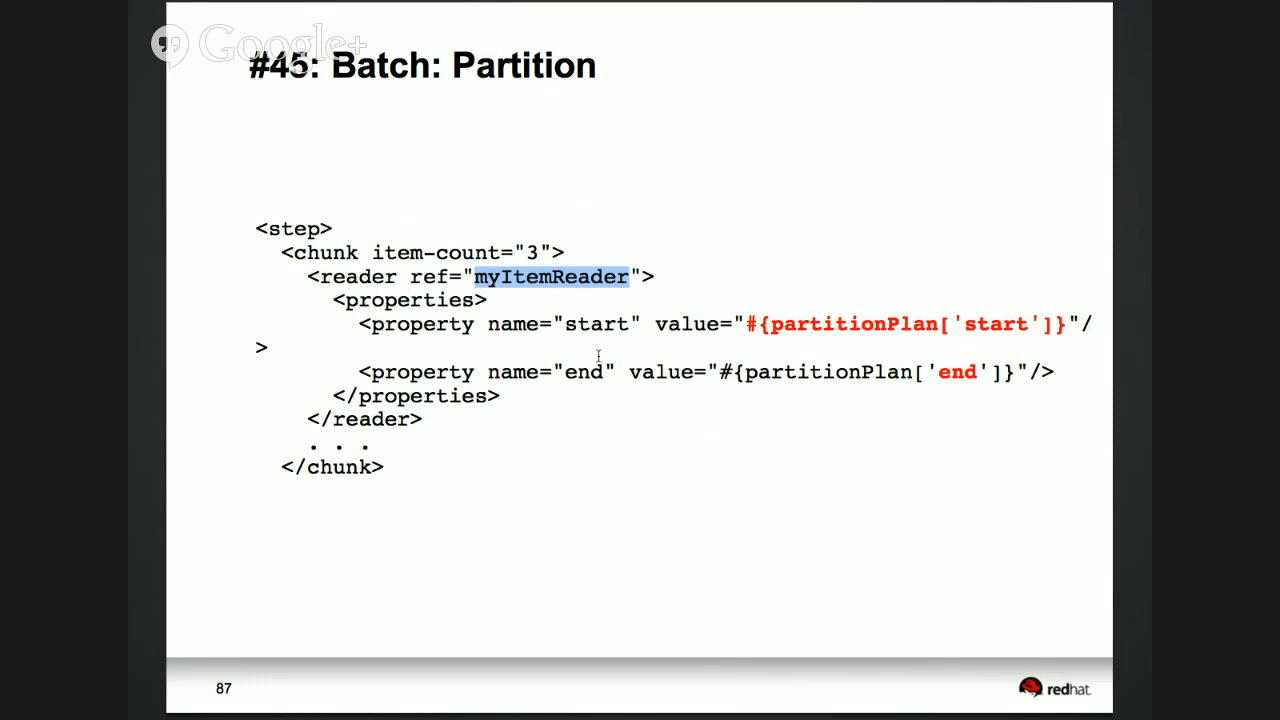 Google+
#45: Batch: Partition
<step>
<chunk item-count="3">
<reader ref="myItemReader">
<properties>
<property name="start" value="#{partitionPlan['start']}"/
>
<property name="end" value="#{partitionPlan['end']}"/>
</properties>
</reader>
. . .
</chunk>
87
redhat.